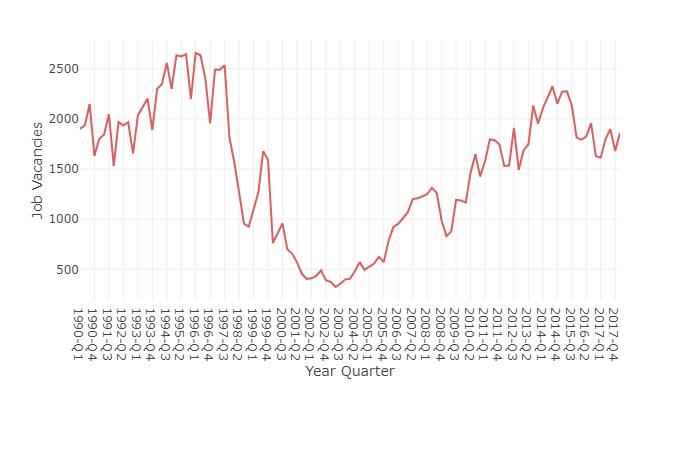 2500
2000
1500
1000
500
Job Vacancies
1990-Q1
1990-Q4
1991-Q3
1992-Q2
1993-Q1
1993-Q4
1994-Q3
1995-Q2
1996-Q1
1996-Q4
1997-Q3
1998-Q2
1999-Q1
1999-Q4
2000-Q3
2001-Q2
2002-Q1
2002-Q4
2003-Q3
2004-Q2
2005-Q1
2005-Q4
2006-Q3
2007-Q2
2008-Q1
2008-Q4
2009-Q3
2010-Q2
2011-Q1
2011-Q4
2012-Q3
2013-Q2
2014-Q1
2014-Q4
2015-Q3
2016-Q2
2017-Q1
2017-Q4
Year Quarter